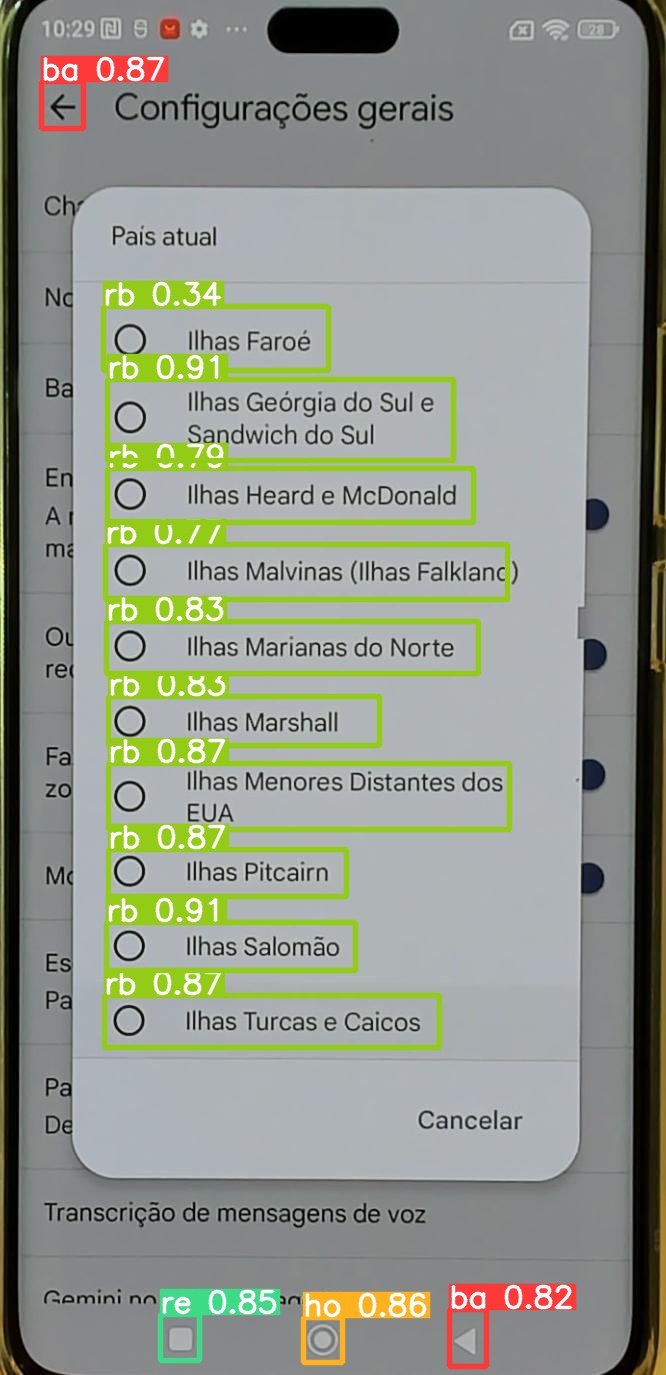 10:29
28
ba 0.87
Configurações gerais
Ch
País atual
No
rb 0.34
Ilhas Faroé
rb 0.91
Ba
Ilhas Geórgia do Sul e
Sandwich do Sul
rb 0.79
En
Ilhas Heard e McDonald
A
ma
rb 0.77
Ilhas Malvinas (Ilhas Falkland)
rb 0.83
Ou
Ilhas Marianas do Norte
rec
rb 0.83
Ilhas Marshall
rb 0.87
Fa
zo
Ilhas Menores Distantes dos
EUA
rb 0.87
Mo
Ilhas Pitcairn
rb 0.91
Es
Ilhas Salomão
Pa
rb 0.87
Ilhas Turcas e Caicos
Pa
De
Cancelar
Transcrição de mensagens de voz
Gemini no
re 0.85
ho 0.86
ba 0.82